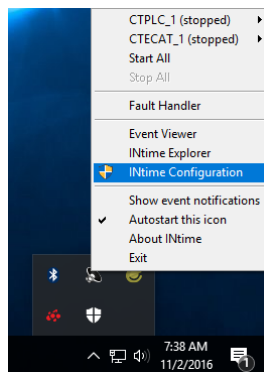 CTPLC_1 (stopped)
CTECAT_1 (stopped)
Start All
Stop All
Fault Handler
Event Viewer
INtime Explorer
INtime Configuration
Show event notifications
Autostart this icon
About INtime
Exit
7:38 AM
11/2/2016
1